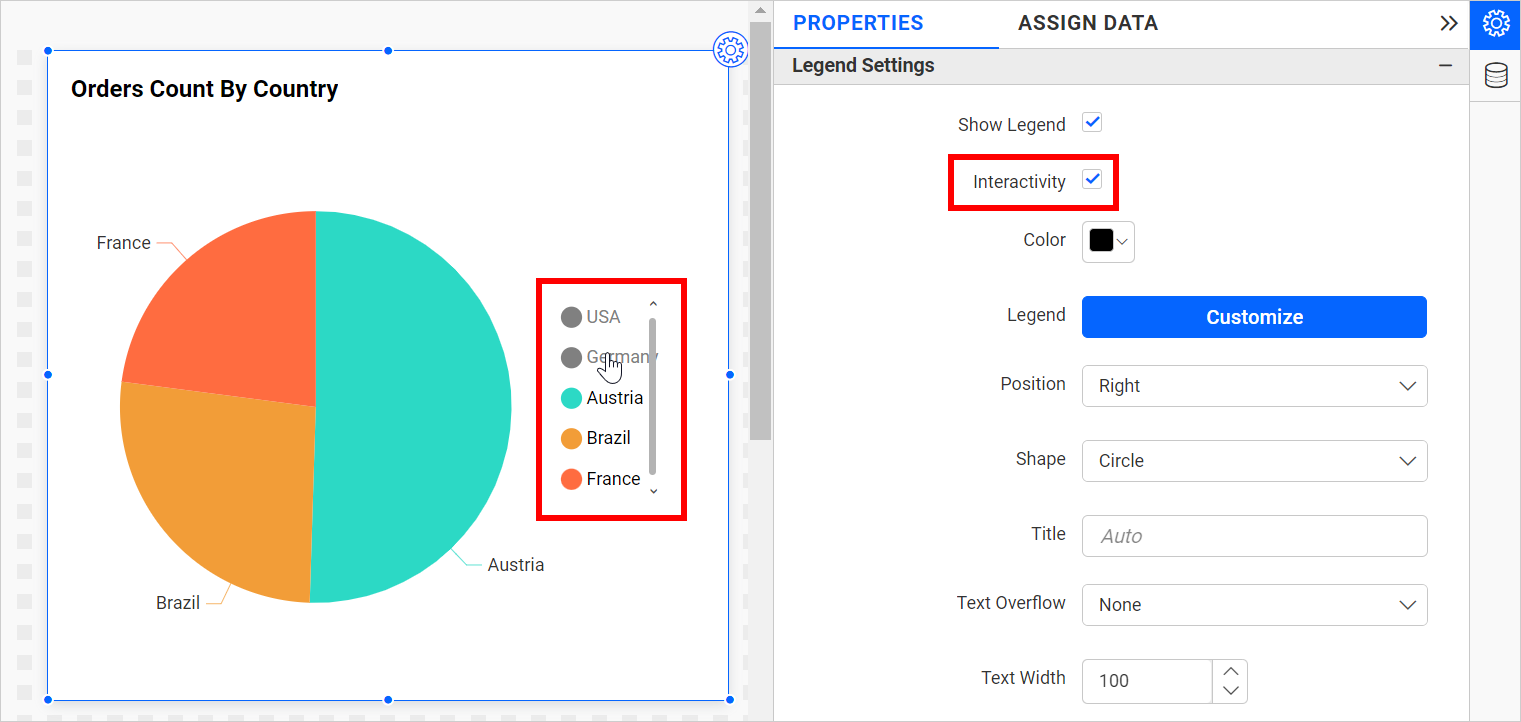 Orders Count By Country
France
USA
Germany
Austria
Brazil
France
Austria
Brazil
PROPERTIES
ASSIGN DATA
Legend Settings
Show Legend
Interactivity
Color
Legend Customize
Position Right
Shape Circle
Title Auto
Text Overflow None
Text Width 100